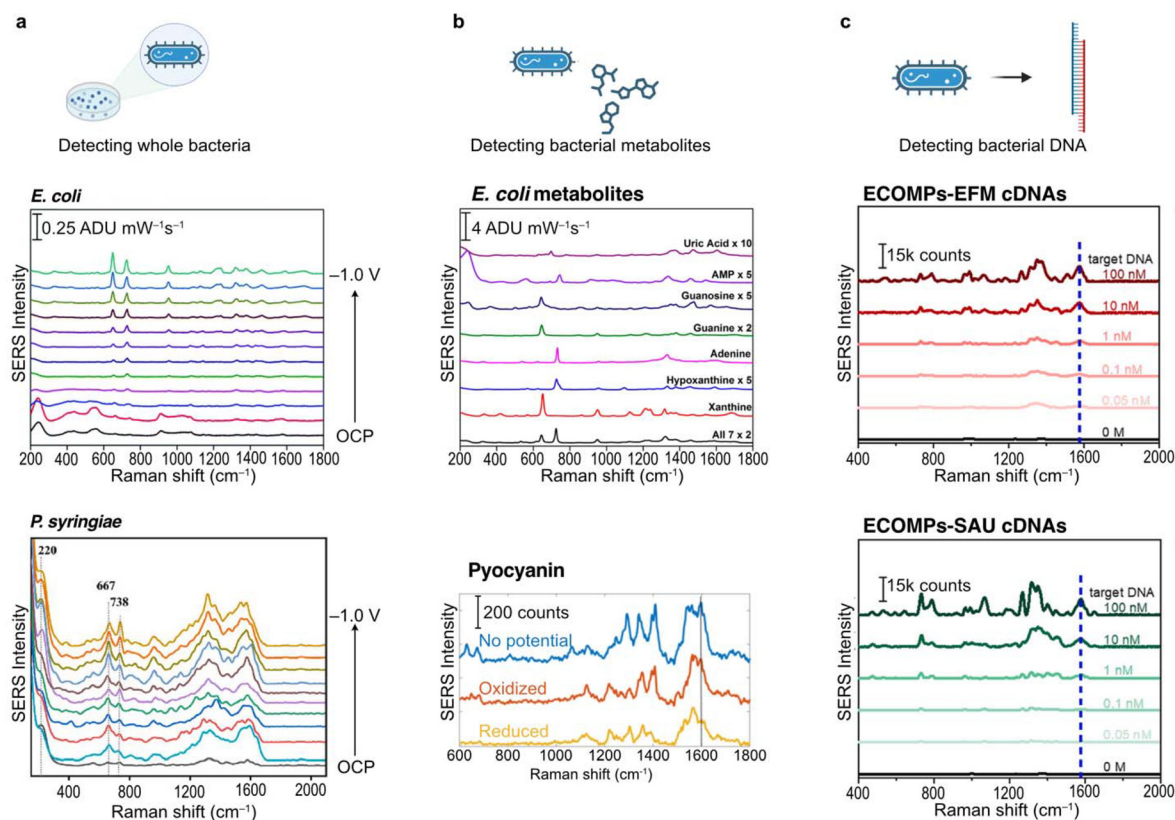 a
Detecting whole bacteria
E. coli
0.25 ADU mW⁻¹s⁻¹
−1.0 V
OCP
SERS Intensity
200 400 600 800 1000 1200 1400 1600 1800
Raman shift (cm⁻¹)
P. syringiae
220
667
738
−1.0 V
OCP
SERS Intensity
400 800 1200 1600 2000
Raman shift (cm⁻¹)
b
Detecting bacterial metabolites
E. coli metabolites
4 ADU mW⁻¹s⁻¹
Uric Acid x 10
AMP x 5
Guanosine x 5
Guanine x 2
Adenine
Hypoxanthine x 5
Xanthine
All 7 x 2
SERS Intensity
200 400 600 800 1000 1200 1400 1600 1800
Raman shift (cm⁻¹)
Pyocyanin
200 counts
No potential
Oxidized
Reduced
SERS Intensity
600 800 1000 1200 1400 1600 1800
Raman shift (cm⁻¹)
c
Detecting bacterial DNA
ECOMPs-EFM cDNAs
15k counts
target DNA
100 nM
10 nM
1 nM
0.1 nM
0.05 nM
0 M
SERS Intensity
400 800 1200 1600 2000
Raman shift (cm⁻¹)
ECOMPs-SAU cDNAs
15k counts
target DNA
100 nM
10 nM
1 nM
0.1 nM
0.05 nM
0 M
SERS Intensity
400 800 1200 1600 2000
Raman shift (cm⁻¹)